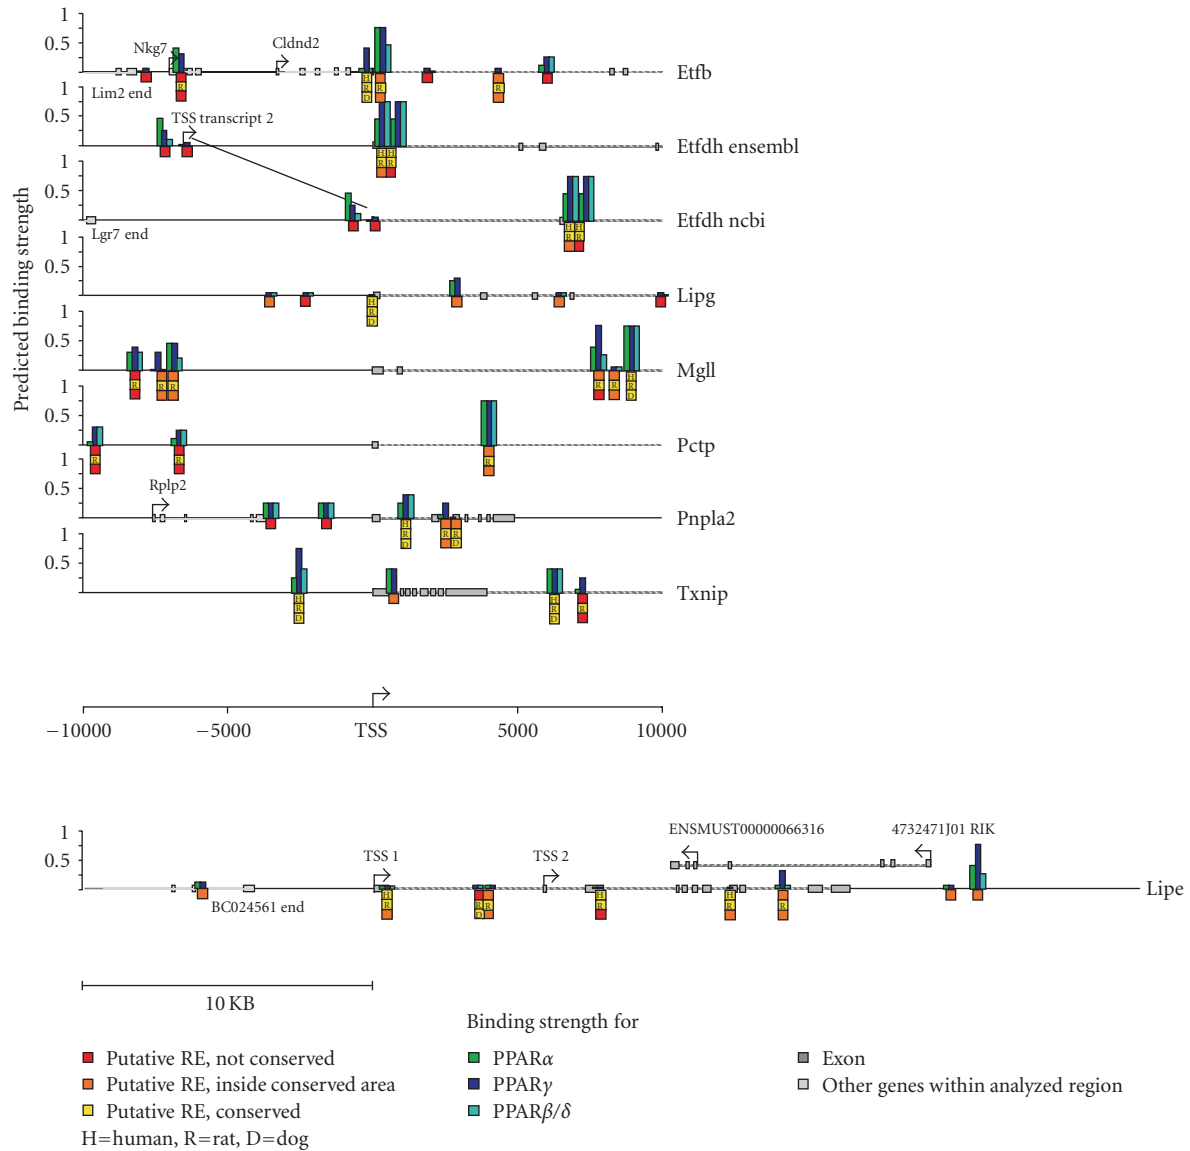 Predicted binding strength
1
0.5
Nkg7
Cldnd2
Lim2 end
H
R
D
R
R
Etfb
1
0.5
TSS transcript 2
H
R
H
R
Etfdh ensembl
1
0.5
Lgr7 end
H
R
H
R
Etfdh ncbi
1
0.5
H
R
D
Lipg
1
0.5
R
R
R
R
R
H
R
D
Mgll
1
0.5
R
R
R
Pctp
1
0.5
Rplp2
H
R
D
R
R
D
Pnpla2
1
0.5
H
R
D
H
R
D
R
Txnip
−10000
−5000
TSS
5000
10000
1
0.5
BC024561 end
TSS 1
TSS 2
ENSMUST00000066316
4732471J01 RIK
H
R
R
D
R
H
R
H
R
R
Lipe
10 KB
Binding strength for
Putative RE, not conserved
Putative RE, inside conserved area
Putative RE, conserved
H=human, R=rat, D=dog
PPARα
PPARγ
PPARβ/δ
Exon
Other genes within analyzed region